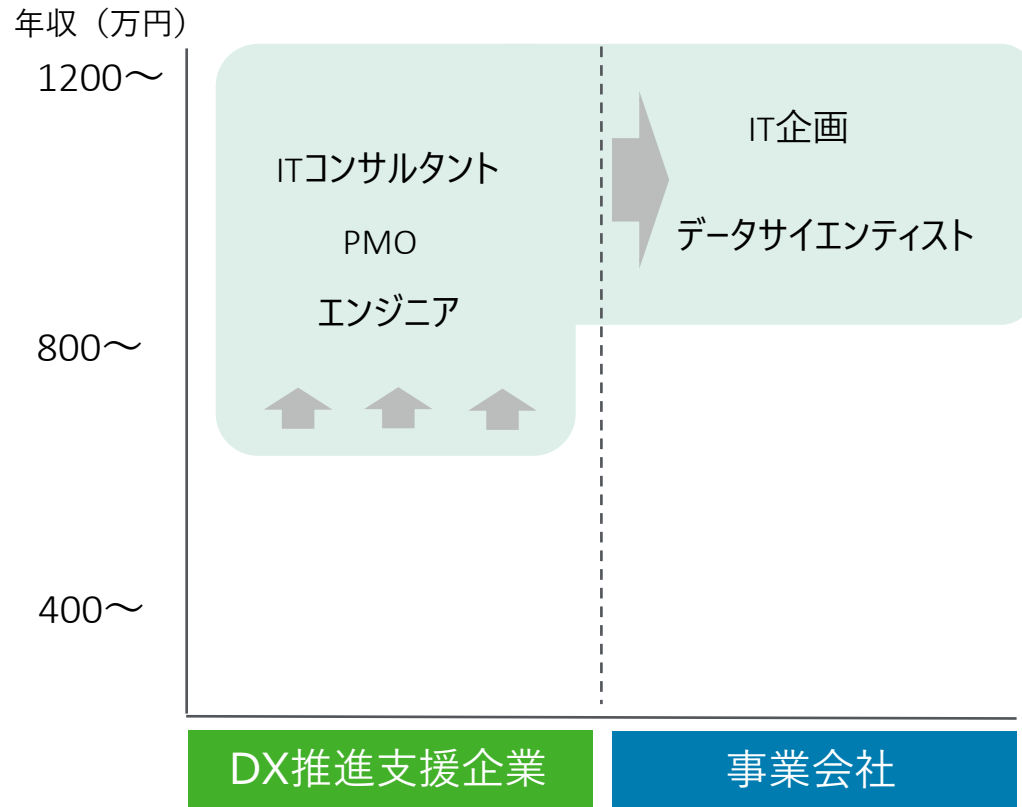 年収（万円）
1200～
ITコンサルタント
PMO
エンジニア
IT企画
データサイエンティスト
800～
400～
DX推進支援企業
事業会社